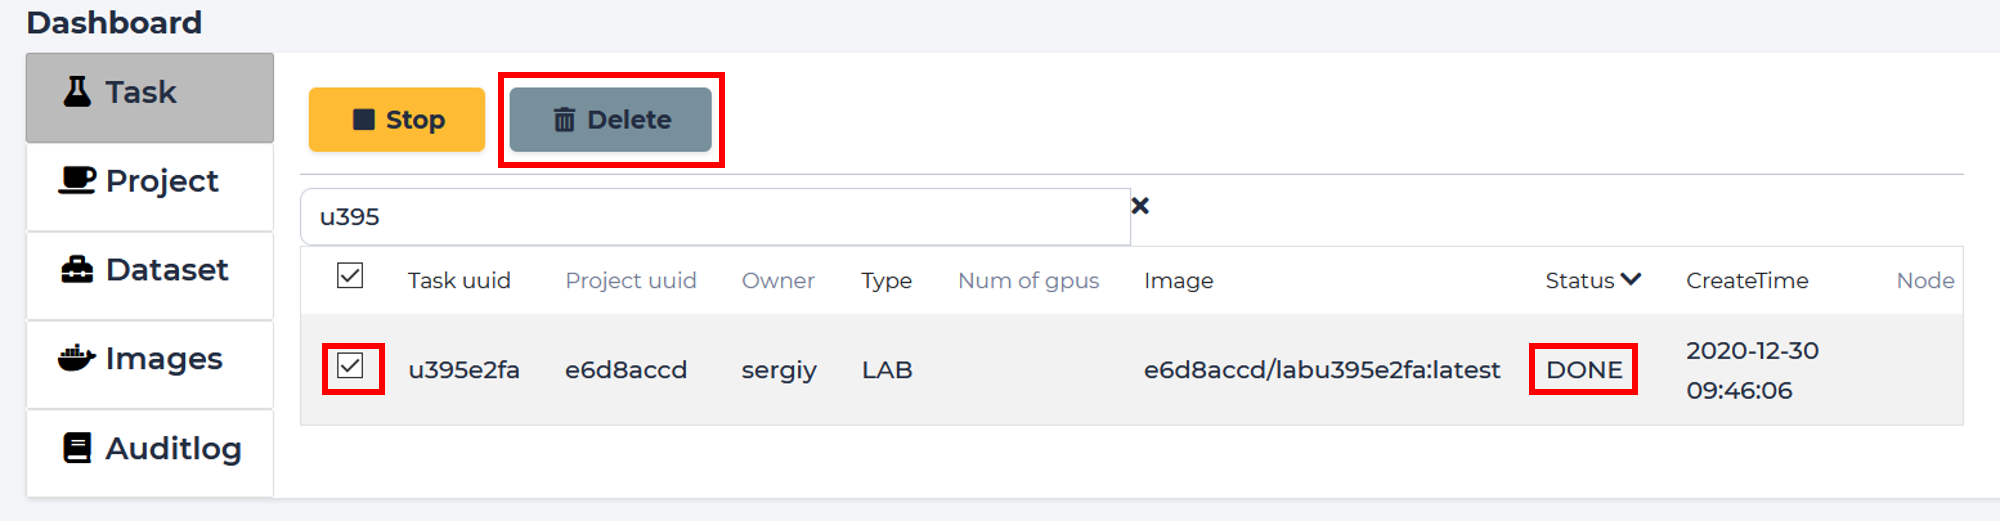 Dashboard
Task
Project
Dataset
Images
Auditlog
Stop
Delete
u395
Task uuid Project uuid Owner Type Num of gpus Image Status CreateTime Node
u395e2fa e6d8accd sergiy LAB e6d8accd/labu395e2fa:latest DONE 2020-12-30
09:46:06